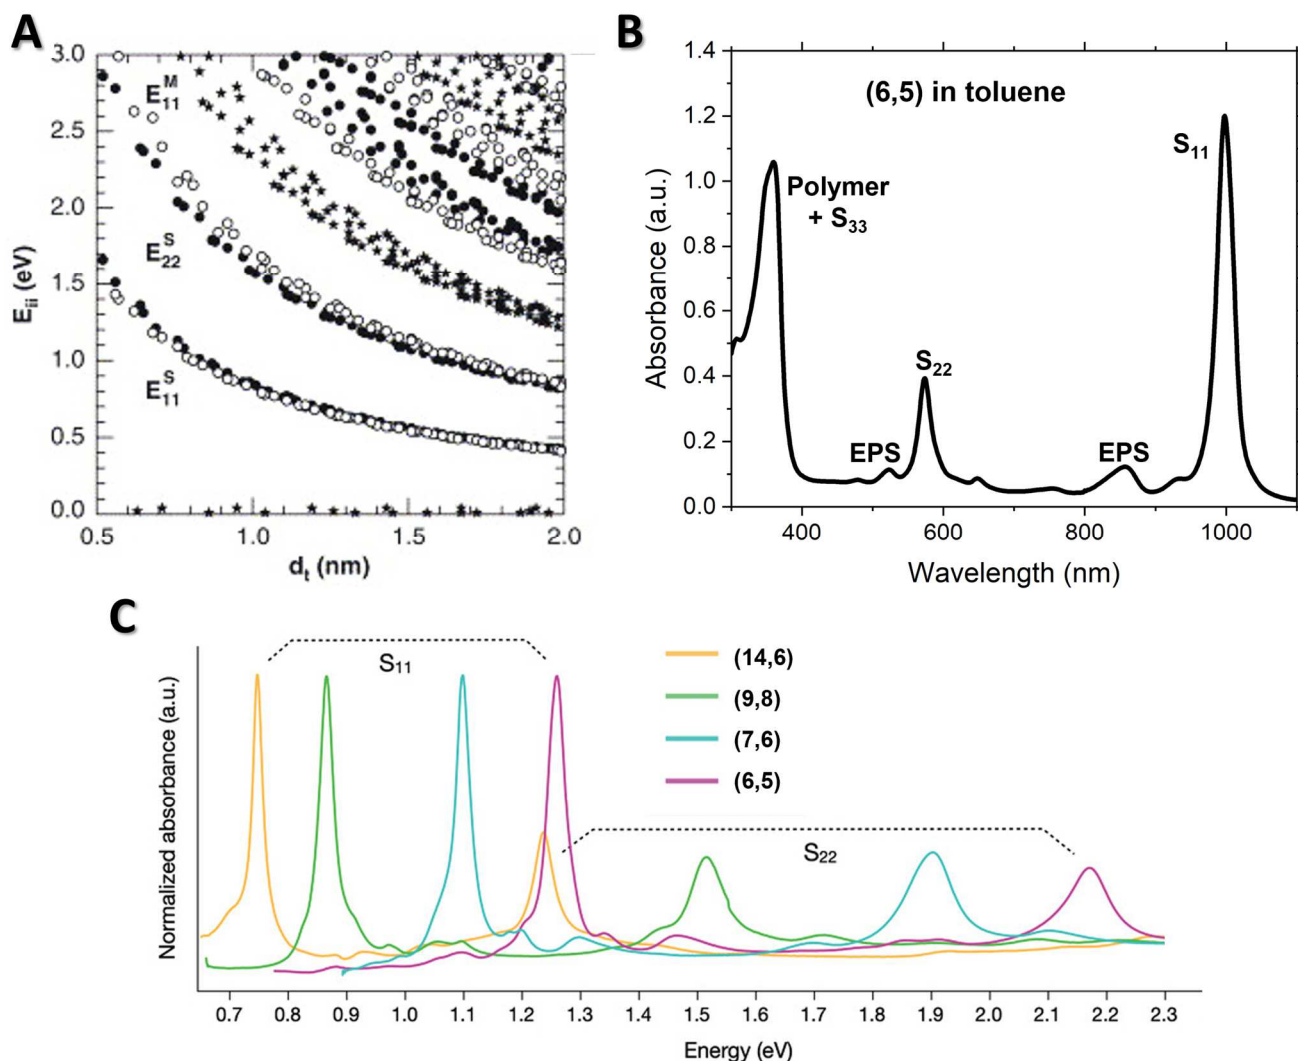 A
3.0
2.5
2.0
1.5
1.0
0.5
0.0
E₁₁ᴹ
E₂₂ˢ
E₁₁ˢ
Eᵢᵢ (eV)
0.5 1.0 1.5 2.0
dₜ (nm)
B
1.4
1.2
1.0
0.8
0.6
0.4
0.2
0.0
Absorbance (a.u.)
(6,5) in toluene
S₁₁
Polymer
+ S₃₃
S₂₂
EPS
EPS
400 600 800 1000
Wavelength (nm)
C
S₁₁
(14,6)
(9,8)
(7,6)
(6,5)
S₂₂
Normalized absorbance (a.u.)
0.7 0.8 0.9 1.0 1.1 1.2 1.3 1.4 1.5 1.6 1.7 1.8 1.9 2.0 2.1 2.2 2.3
Energy (eV)